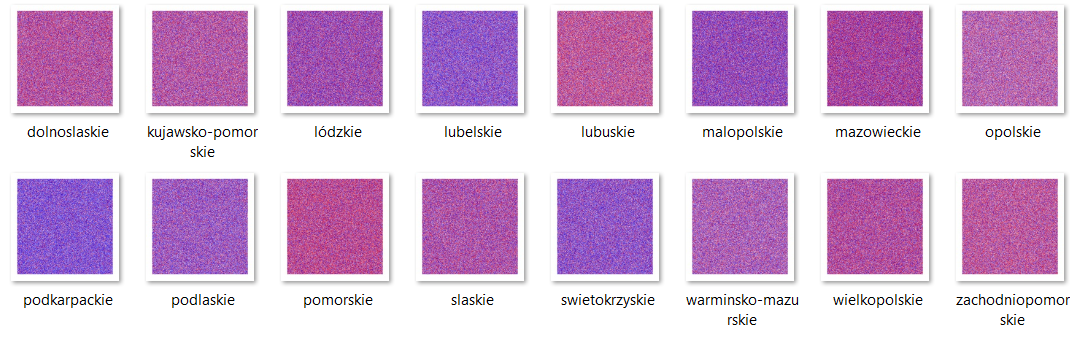 dolnoslaskie
kujawsko-pomor
skie
lódzkie
lubelskie
lubuskie
malopolskie
mazowieckie
opolskie
podkarpackie
podlaskie
pomorskie
slaskie
swietokrzyskie
warminsko-mazu
rskie
wielkopolskie
zachodniopomor
skie